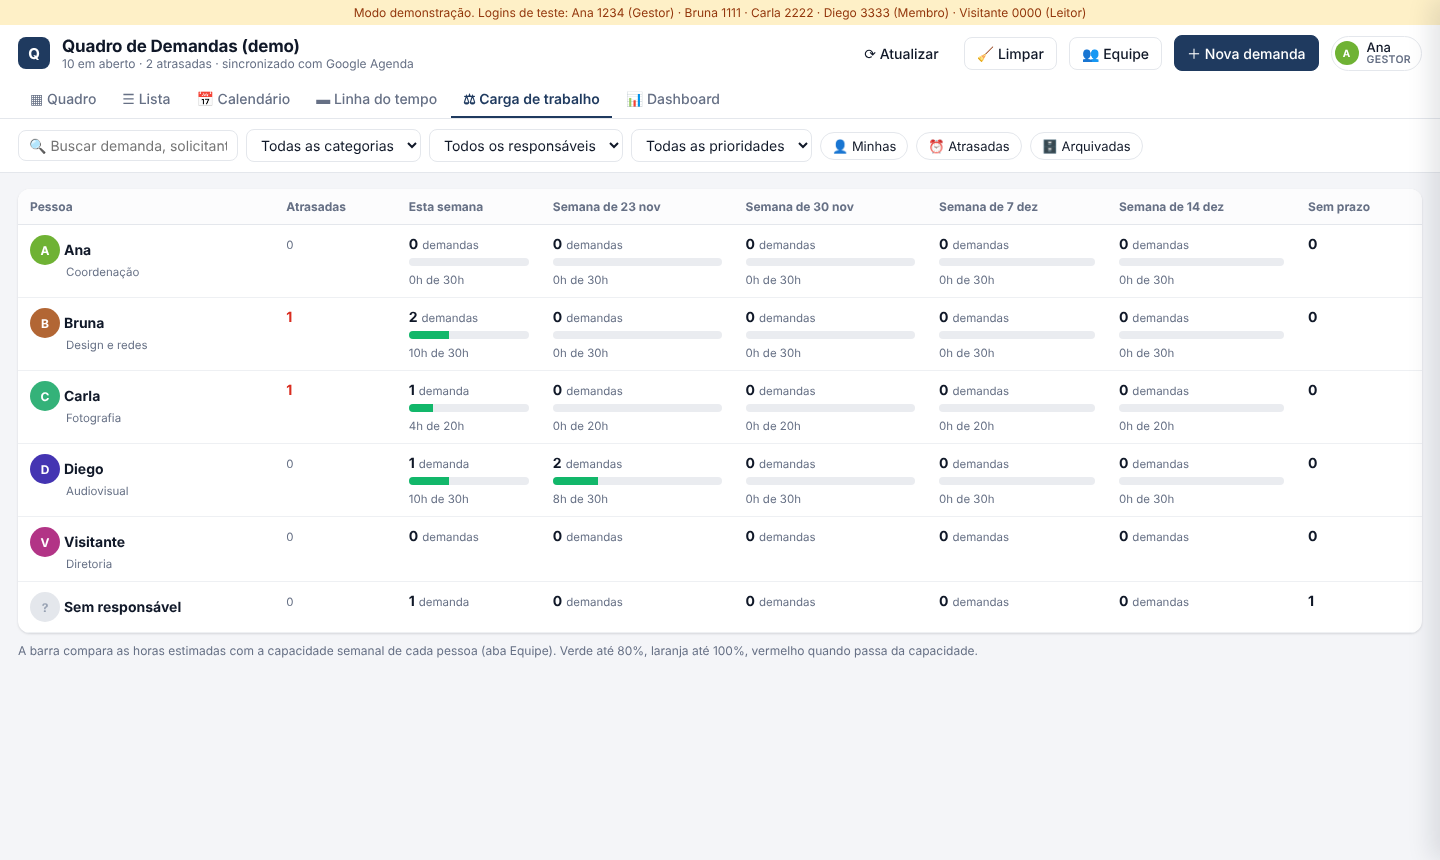 Modo demonstração. Logins de teste: Ana 1234 (Gestor) · Bruna 1111 · Carla 2222 · Diego 3333 (Membro) · Visitante 0000 (Leitor)
Q
Quadro de Demandas (demo)
10 em aberto · 2 atrasadas · sincronizado com Google Agenda
⟳ Atualizar
🧹 Limpar
👥 Equipe
＋ Nova demanda
A
Ana
GESTOR
▦ Quadro
☰ Lista
📅 Calendário
▬ Linha do tempo
⚖ Carga de trabalho
📊 Dashboard
🔍 Buscar demanda, solicitant
Todas as categorias
Todos os responsáveis
Todas as prioridades
👤 Minhas
⏰ Atrasadas
🗄️ Arquivadas
Pessoa Atrasadas Esta semana Semana de 23 nov Semana de 30 nov Semana de 7 dez Semana de 14 dez Sem prazo
A Ana 0 0 demandas 0 demandas 0 demandas 0 demandas 0 demandas 0
Coordenação 0h de 30h 0h de 30h 0h de 30h 0h de 30h 0h de 30h
B Bruna 1 2 demandas 0 demandas 0 demandas 0 demandas 0 demandas 0
Design e redes 10h de 30h 0h de 30h 0h de 30h 0h de 30h 0h de 30h
C Carla 1 1 demanda 0 demandas 0 demandas 0 demandas 0 demandas 0
Fotografia 4h de 20h 0h de 20h 0h de 20h 0h de 20h 0h de 20h
D Diego 0 1 demanda 2 demandas 0 demandas 0 demandas 0 demandas 0
Audiovisual 10h de 30h 8h de 30h 0h de 30h 0h de 30h 0h de 30h
V Visitante 0 0 demandas 0 demandas 0 demandas 0 demandas 0 demandas 0
Diretoria
? Sem responsável 0 1 demanda 0 demandas 0 demandas 0 demandas 0 demandas 1
A barra compara as horas estimadas com a capacidade semanal de cada pessoa (aba Equipe). Verde até 80%, laranja até 100%, vermelho quando passa da capacidade.